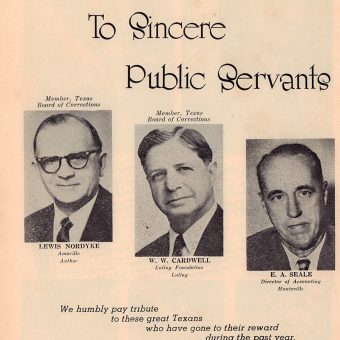 To Sincere
Public Servants
Member, Texas
Board of Corrections
LEWIS NORDYKE
Amarillo
Author
Member, Texas
Board of Corrections
W. W. CARDWELL
Luling Foundation
Luling
E. A. SEALE
Director of Accounting
Huntsville
We humbly pay tribute
to these great Texans
who have gone to their reward
during the past year.